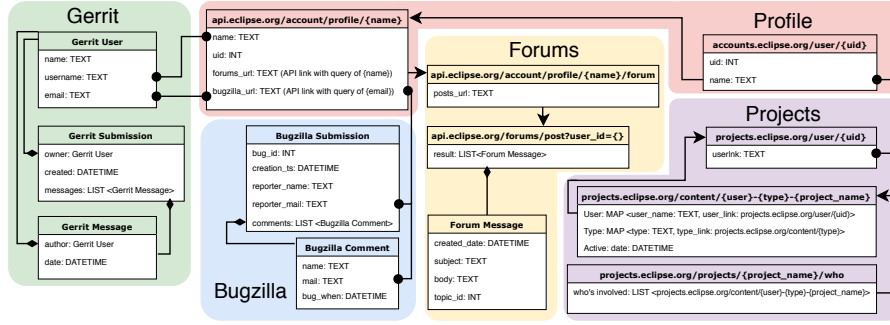 Gerrit
Gerrit User
name: TEXT
username: TEXT
email: TEXT
Gerrit Submission
owner: Gerrit User
created: DATETIME
messages: LIST <Gerrit Message>
Gerrit Message
author: Gerrit User
date: DATETIME
api.eclipse.org/account/profile/{name}
name: TEXT
uid: INT
forums_url: TEXT (API link with query of {name})
bugzilla_url: TEXT (API link with query of {email})
Bugzilla Submission
bug_id: INT
creation_ts: DATETIME
reporter_name: TEXT
reporter_mail: TEXT
comments: LIST <Bugzilla Comment>
Bugzilla Comment
name: TEXT
mail: TEXT
bug_when: DATETIME
Bugzilla
Forums
api.eclipse.org/account/profile/{name}/forum
posts_url: TEXT
api.eclipse.org/forums/post?user_id={}
result: LIST<Forum Message>
Forum Message
created_date: DATETIME
subject: TEXT
body: TEXT
topic_id: INT
Profile
accounts.eclipse.org/user/{uid}
uid: INT
name: TEXT
Projects
projects.eclipse.org/user/{uid}
userlnk: TEXT
projects.eclipse.org/content/{user}-{type}-{project_name}
User: MAP <user_name: TEXT, user_link: projects.eclipse.org/user/{uid}>
Type: MAP <type: TEXT, type_link: projects.eclipse.org/content/{type}>
Active: date: DATETIME
projects.eclipse.org/projects/{project_name}/who
who's involved: LIST <projects.eclipse.org/content/{user}-{type}-{project_name}>